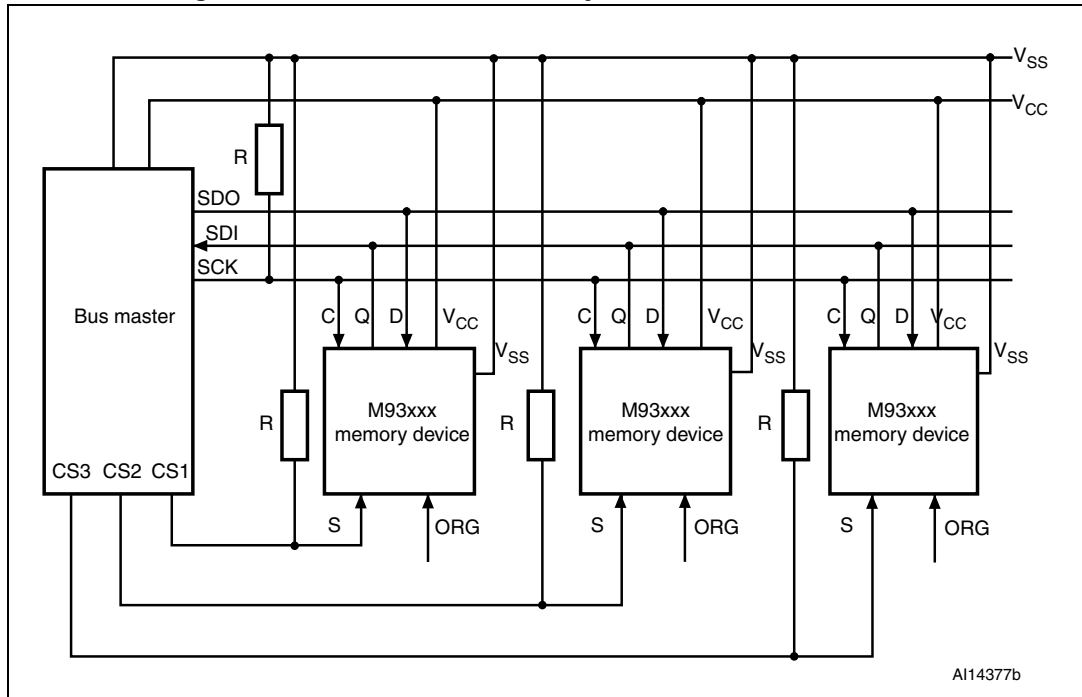 VSS
VCC
R
SDO
SDI
SCK
Bus master
C Q D VCC VSS
C Q D VCC VSS
C Q D VCC VSS
R
M93xxx
memory device
R
M93xxx
memory device
R
M93xxx
memory device
CS3 CS2 CS1
S ORG
S ORG
S ORG
AI14377b